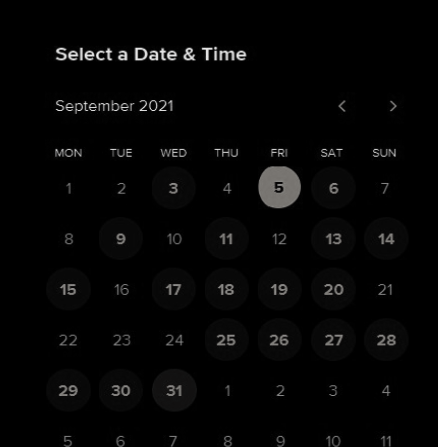 Select a Date & Time
September 2021
MON TUE WED THU FRI SAT SUN
1 2 3 4 5 6 7
8 9 10 11 12 13 14
15 16 17 18 19 20 21
22 23 24 25 26 27 28
29 30 31 1 2 3 4
5 6 7 8 9 10 11